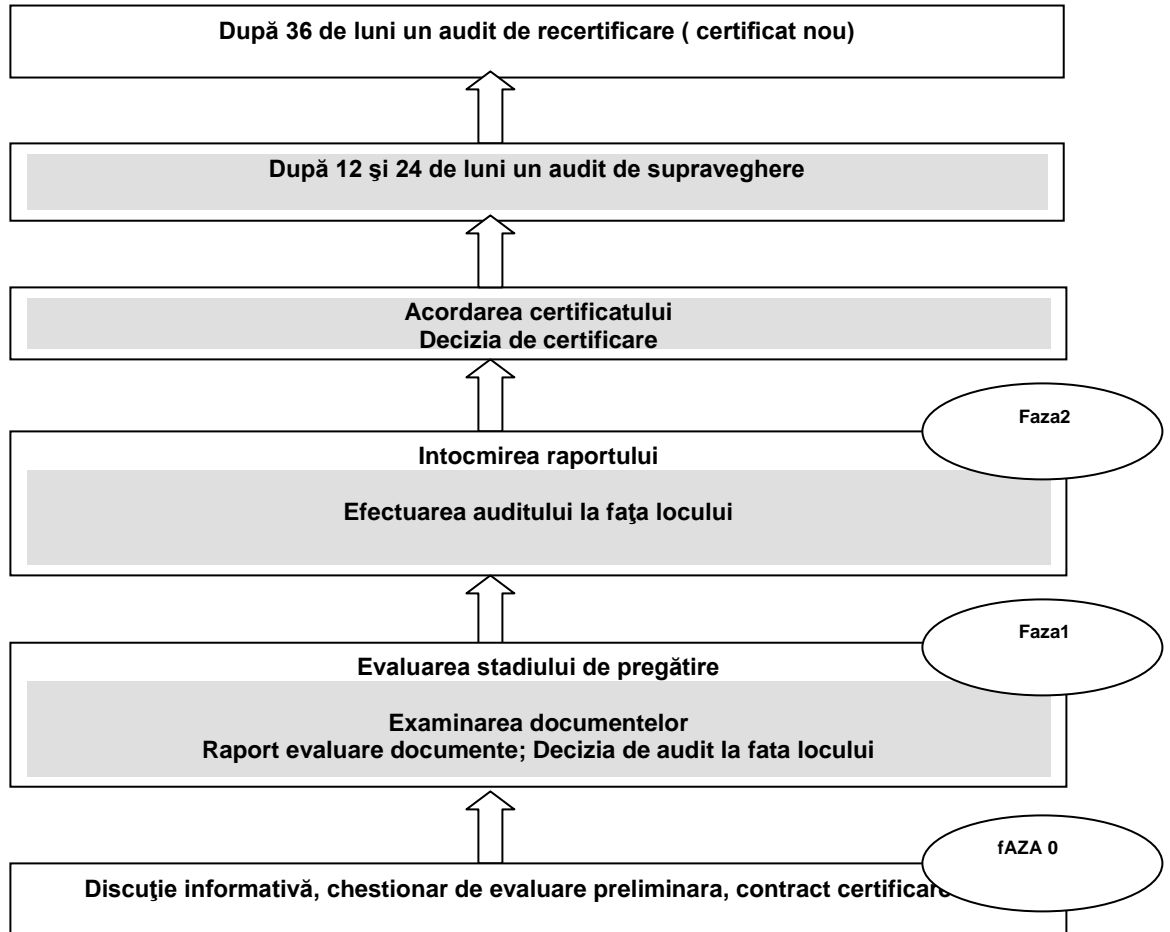 După 36 de luni un audit de recertificare ( certificat nou)
După 12 şi 24 de luni un audit de supraveghere
Acordarea certificatului
Decizia de certificare
Faza2
Intocmirea raportului
Efectuarea auditului la faţa locului
Faza1
Evaluarea stadiului de pregătire
Examinarea documentelor
Raport evaluare documente; Decizia de audit la fata locului
fAZA 0
Discuţie informativă, chestionar de evaluare preliminara, contract certificare